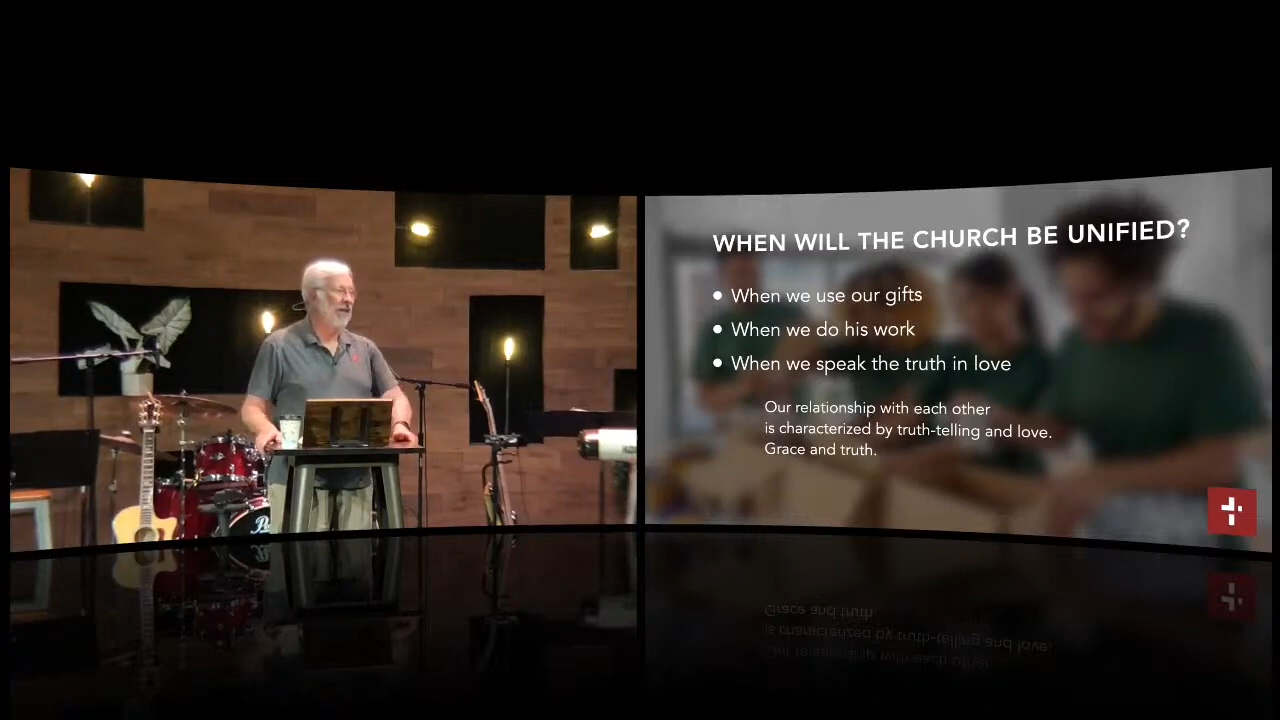 WHEN WILL THE CHURCH BE UNIFIED?
When we use our gifts
When we do his work
When we speak the truth in love
Our relationship with each other
is characterized by truth-telling and love.
Grace and truth.